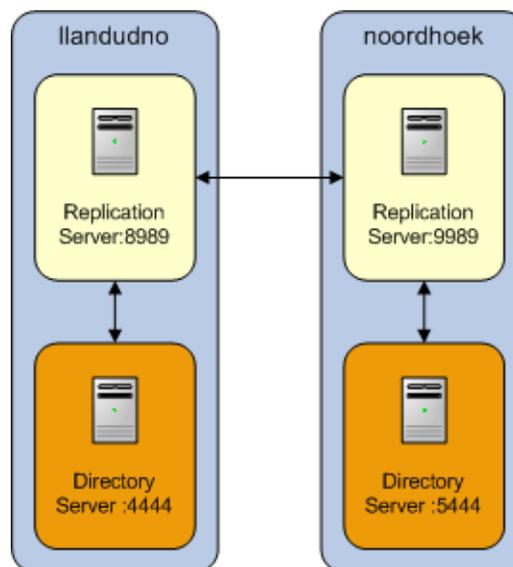 llandudno
noordhoek
Replication
Server:8989
Replication
Server:9989
Directory
Server :4444
Directory
Server :5444